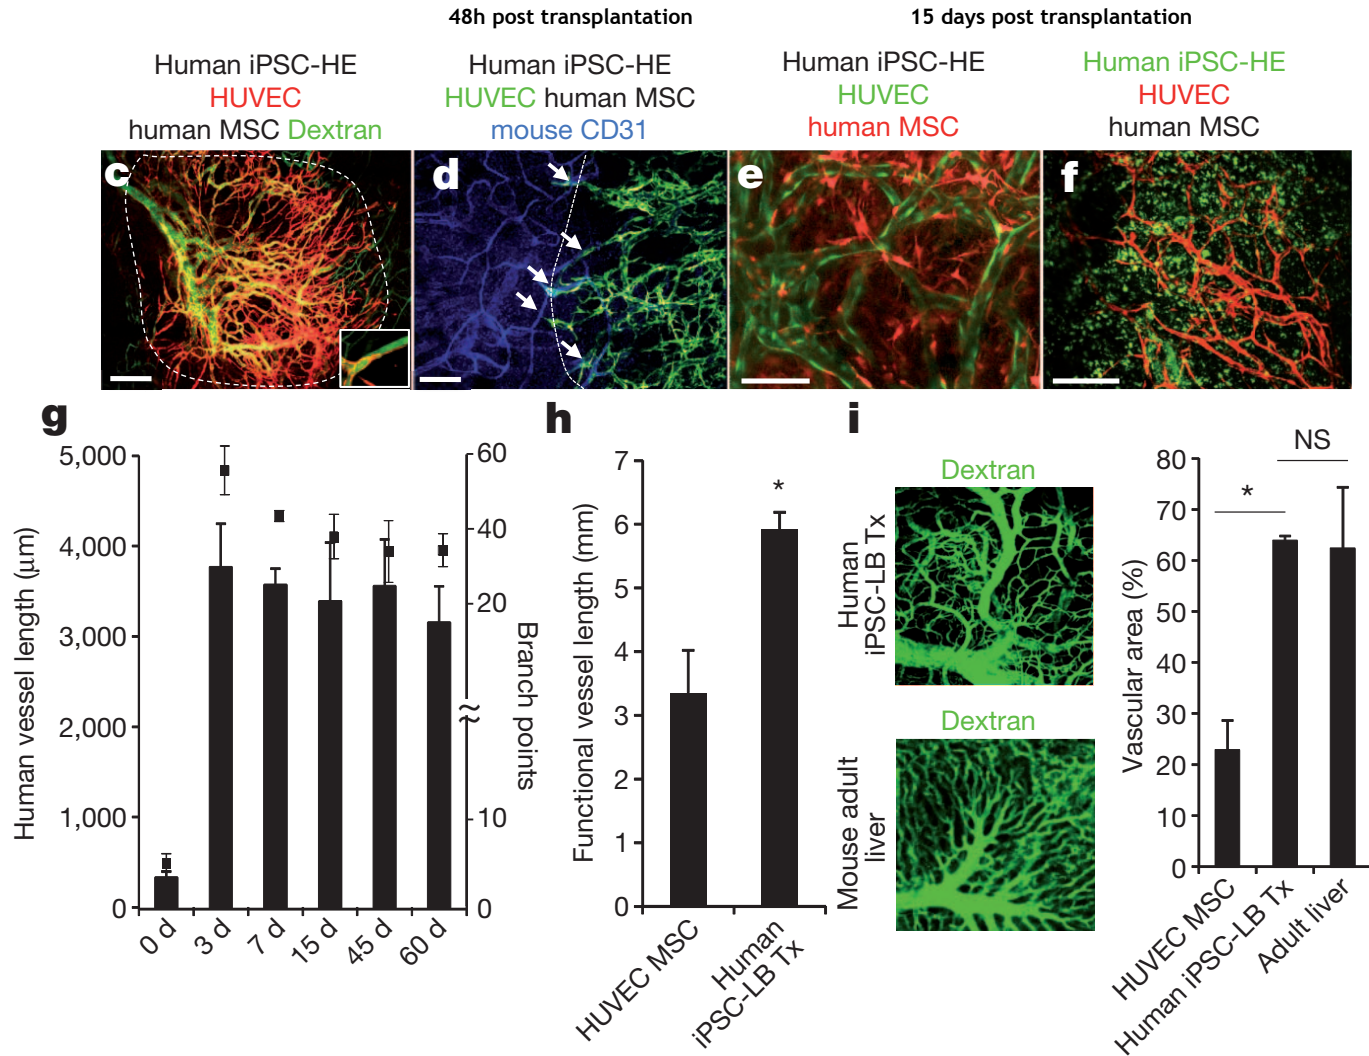 48h post transplantation
15 days post transplantation
Human iPSC-HE
HUVEC
human MSC Dextran
Human iPSC-HE
HUVEC human MSC
mouse CD31
Human iPSC-HE
HUVEC
human MSC
Human iPSC-HE
HUVEC
human MSC
c
d
e
f
g
Human vessel length (μm)
5,000
4,000
3,000
2,000
1,000
0
60
40
20
10
0
Branch points
0 d
3 d
7 d
15 d
45 d
60 d
h
Functional vessel length (mm)
7
6
5
4
3
2
1
0
*
HUVEC MSC
Human
iPSC-LB Tx
i
Dextran
Human
iPSC-LB Tx
Dextran
Mouse adult
liver
Vascular area (%)
80
70
60
50
40
30
20
10
0
*
NS
HUVEC MSC
Human iPSC-LB Tx
Adult liver